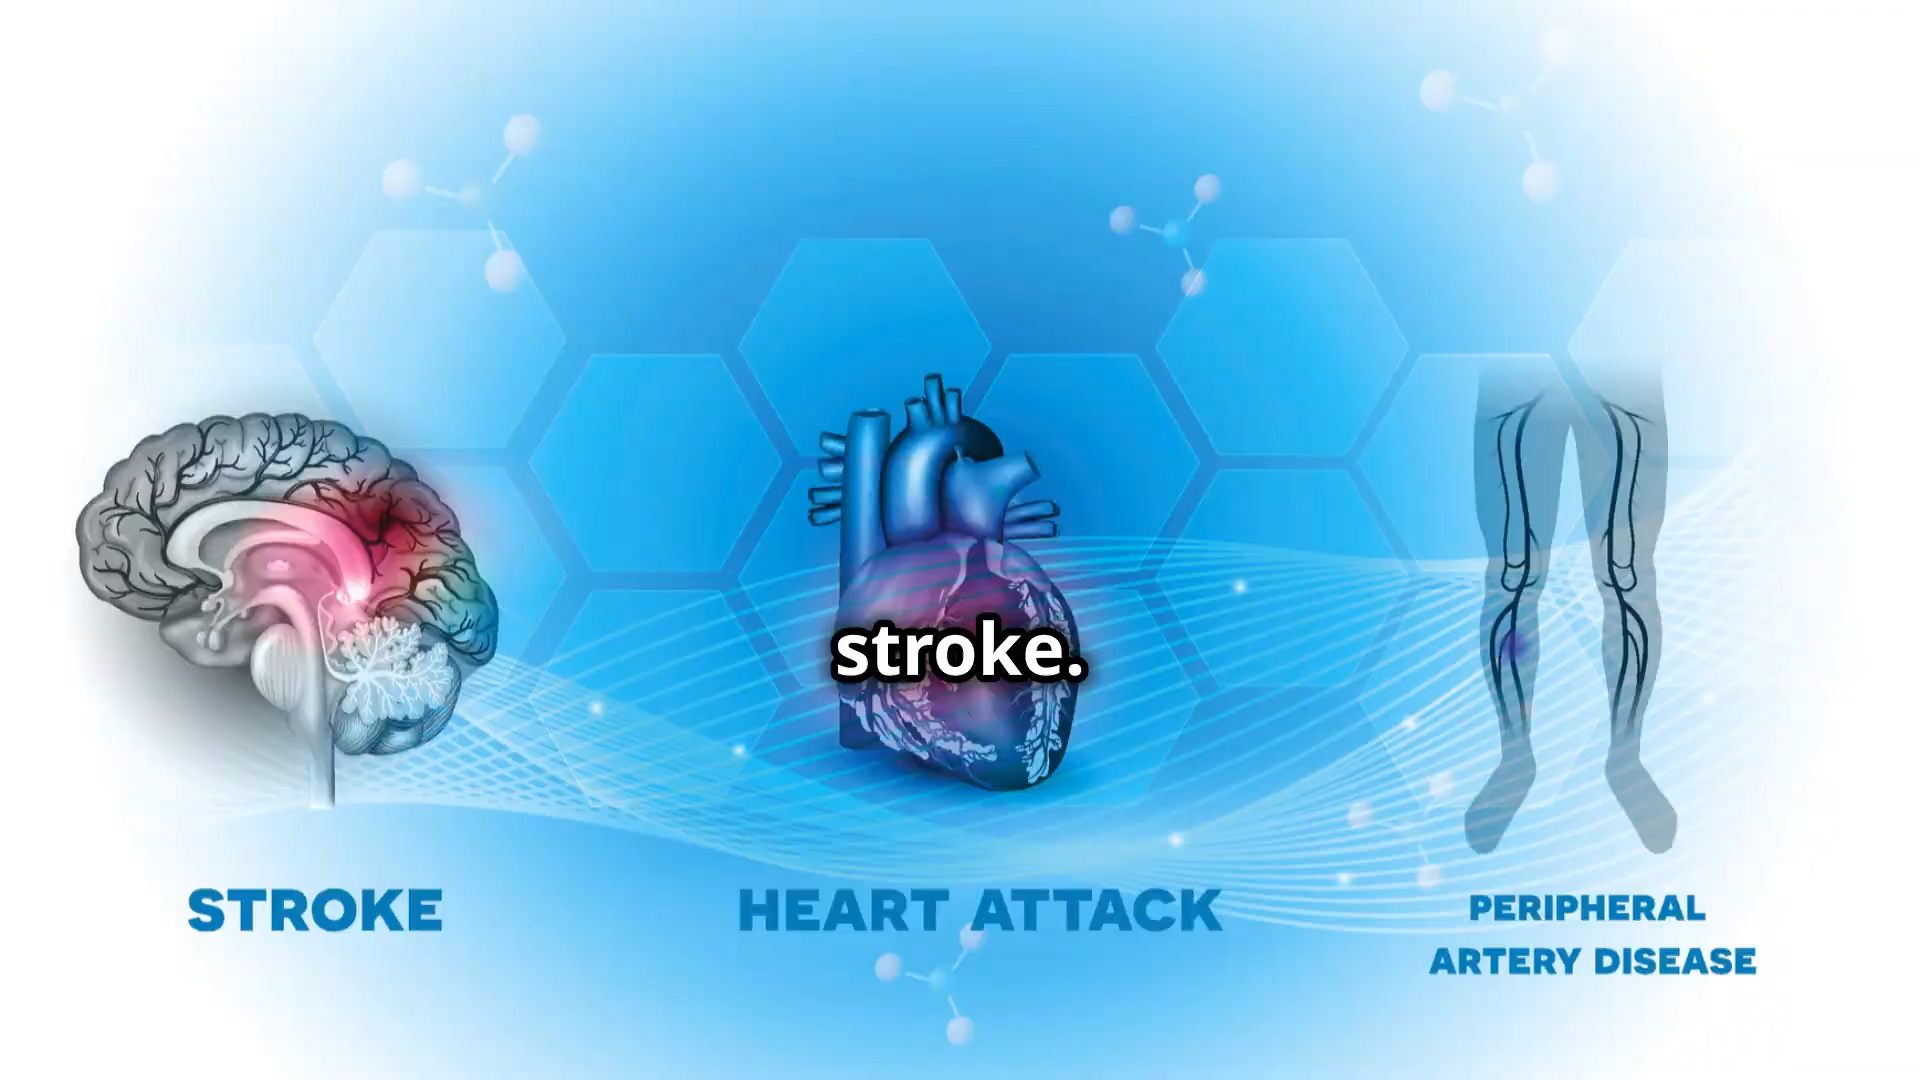 stroke.
STROKE
HEART ATTACK
PERIPHERAL
ARTERY DISEASE